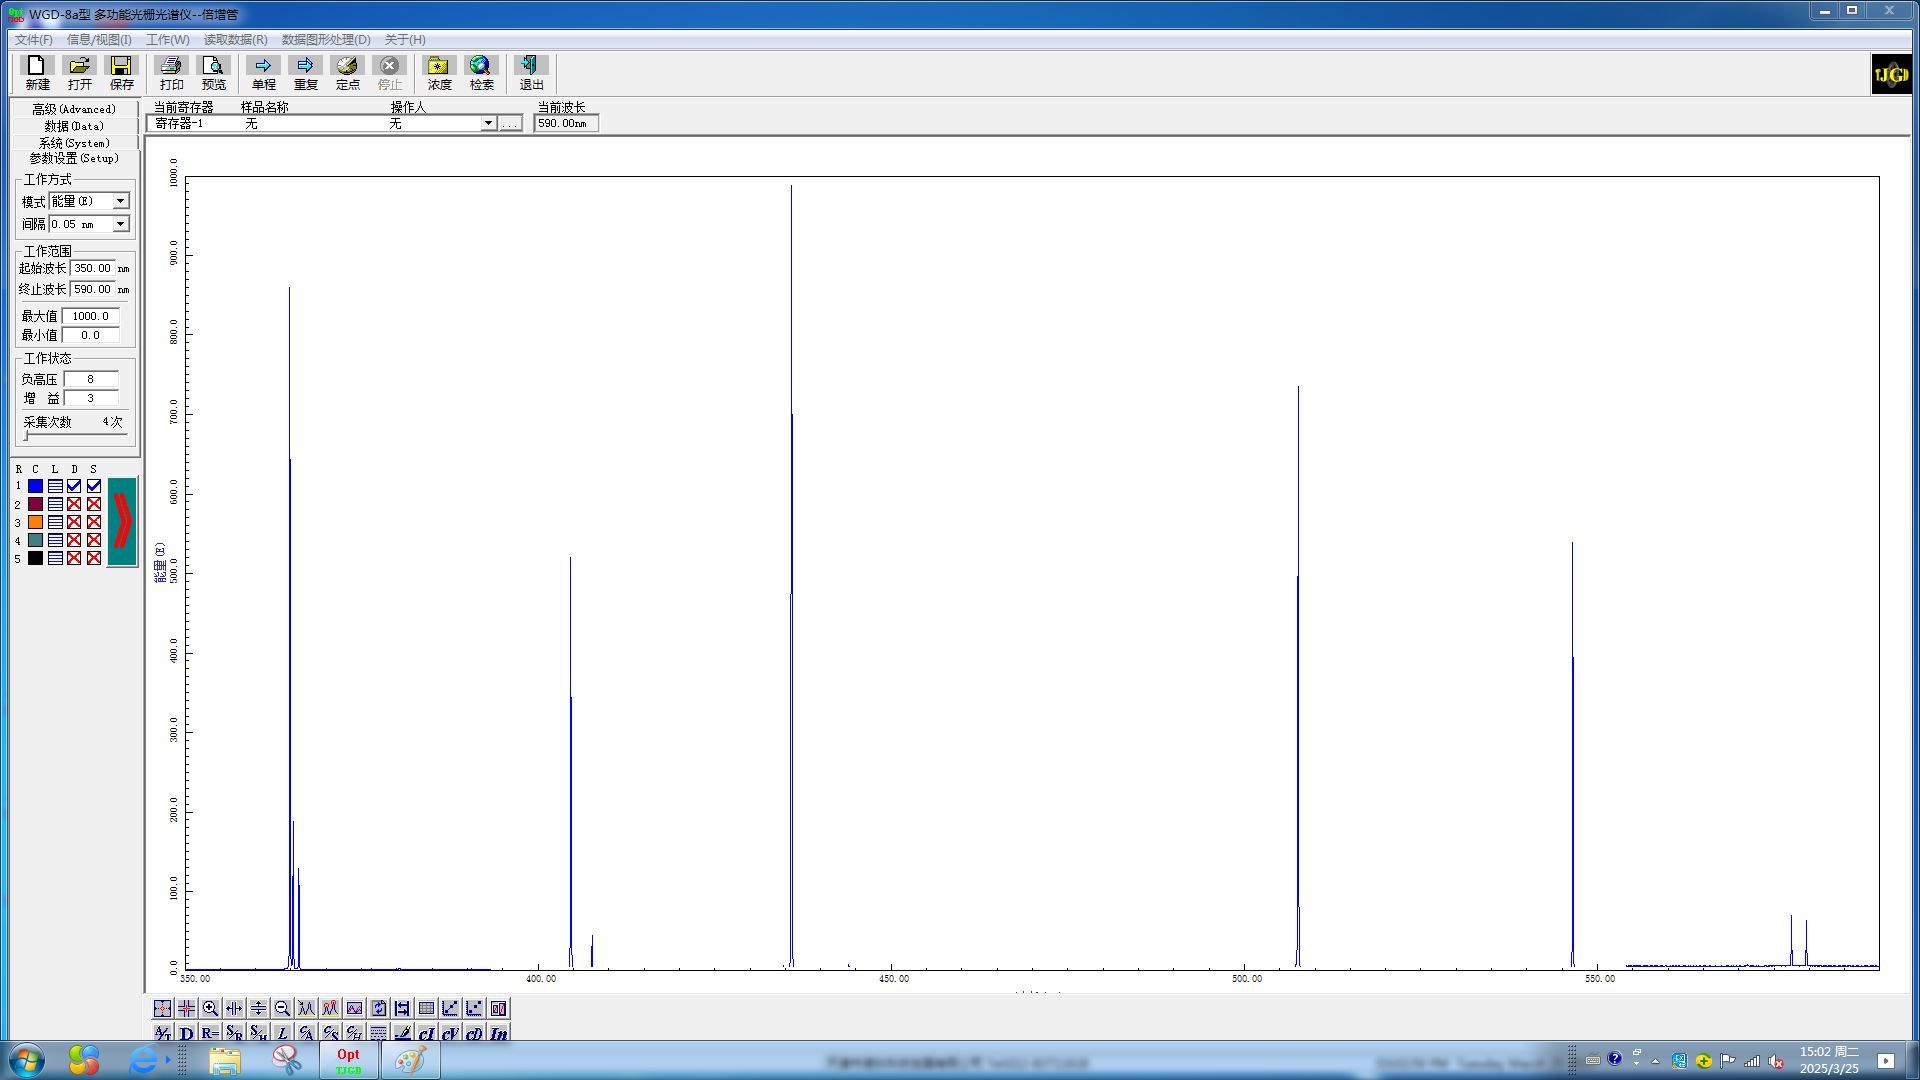 WGD-8a型 多功能光栅光谱仪--倍增管
文件(F) 信息/视图(I) 工作(W) 读取数据(R) 数据图形处理(D) 关于(H)
新建 打开 保存 打印 预览 单程 重复 定点 停止 浓度 检索 退出
TJGD
高级(Advanced)
数据(Data)
系统(System)
参数设置(Setup)
当前寄存器 样品名称 操作人 当前波长
寄存器-1 无 无 ... 590.00nm
工作方式
模式 能量(E)
间隔 0.05 nm
工作范围
起始波长 350.00 nm
终止波长 590.00 nm
最大值 1000.0
最小值 0.0
工作状态
负高压 8
增 益 3
采集次数 4次
R C L D S
1
2
3
4
5
1000.0
900.0
800.0
700.0
600.0
500.0
400.0
300.0
200.0
100.0
0.0
能量(E)
350.00 400.00 450.00 500.00 550.00
A/T D R= S/R S/H L C/A C/S C/H cJ cV cD In
Opt
TJGD
15:02 周二
2025/3/25